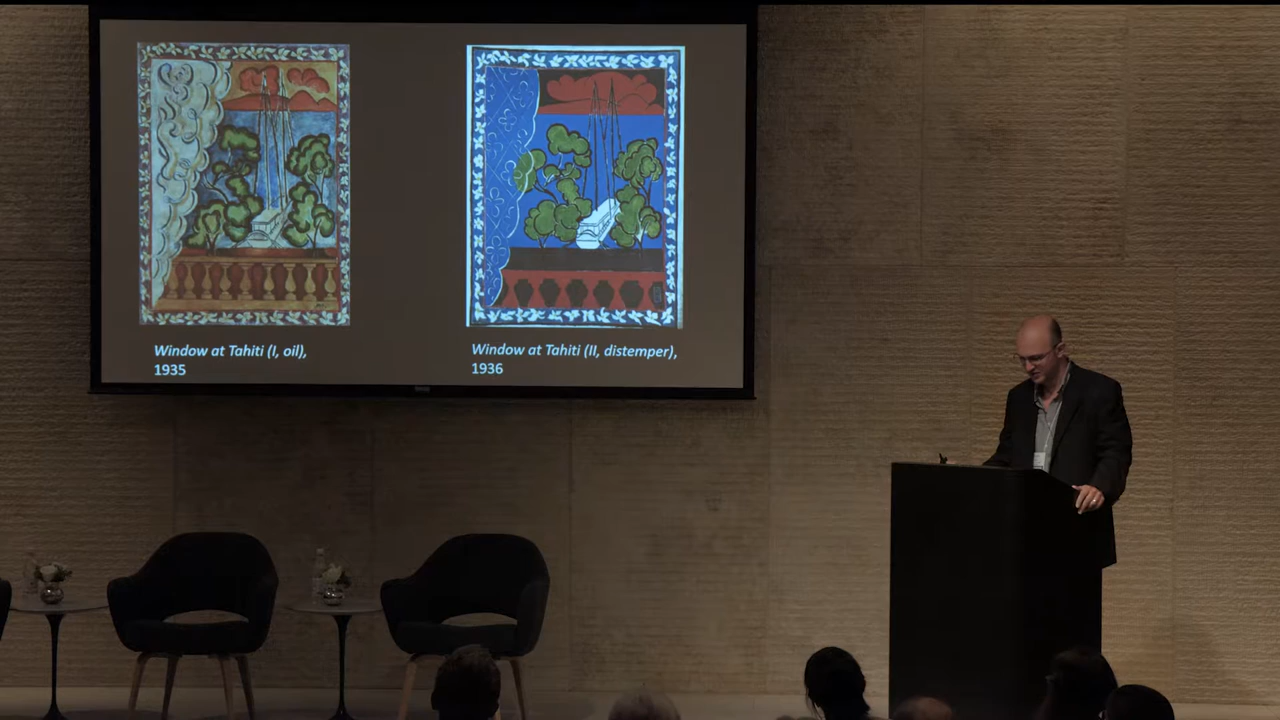 Window at Tahiti (I, oil),
1935
Window at Tahiti (II, distemper),
1936